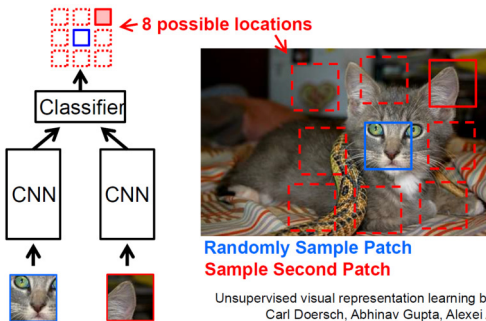 8 possible locations
Classifier
CNN
CNN
Randomly Sample Patch
Sample Second Patch
Unsupervised visual representation learning b
Carl Doersch, Abhinav Gupta, Alexei